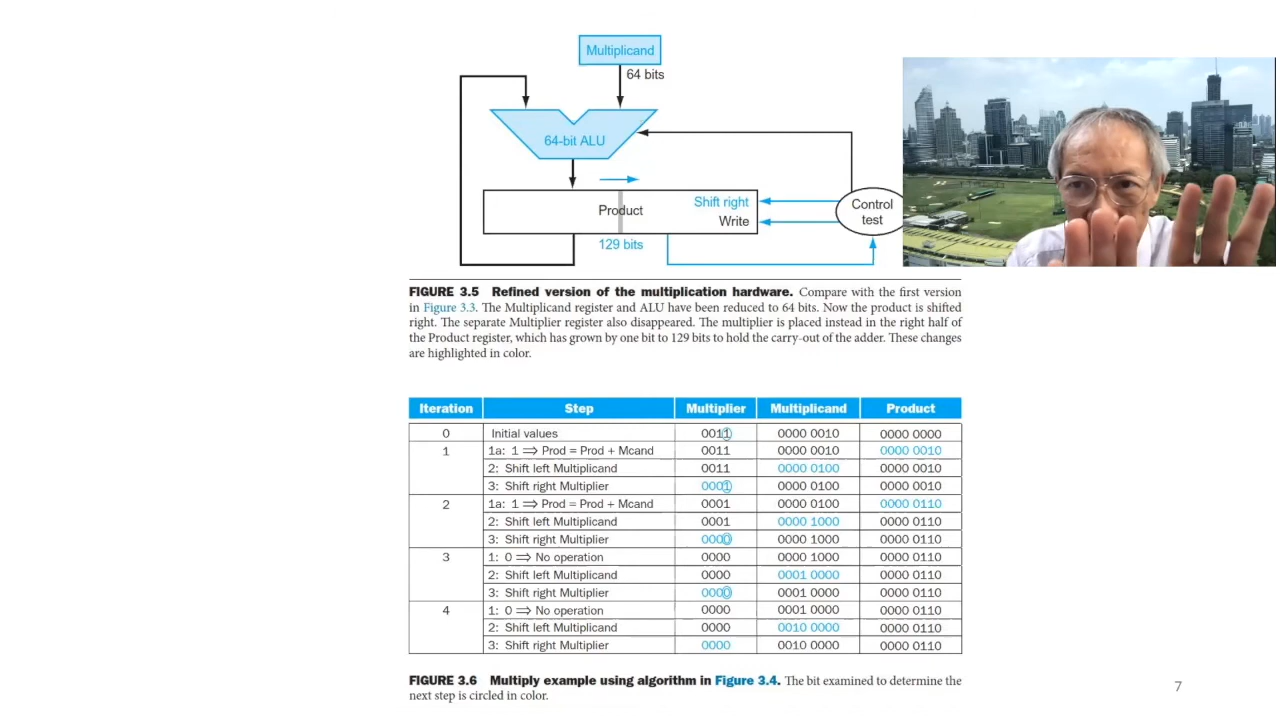 Multiplicand
64 bits
64-bit ALU
Product
Shift right
Write
Control
test
129 bits
FIGURE 3.5 Refined version of the multiplication hardware. Compare with the first version
in Figure 3.3. The Multiplicand register and ALU have been reduced to 64 bits. Now the product is shifted
right. The separate Multiplier register also disappeared. The multiplier is placed instead in the right half of
the Product register, which has grown by one bit to 129 bits to hold the carry-out of the adder. These changes
are highlighted in color.
Iteration Step Multiplier Multiplicand Product
0 Initial values 0011 0000 0010 0000 0000
1 1a: 1 ⇒ Prod = Prod + Mcand 0011 0000 0010 0000 0010
2: Shift left Multiplicand 0011 0000 0100 0000 0010
3: Shift right Multiplier 0001 0000 0100 0000 0010
2 1a: 1 ⇒ Prod = Prod + Mcand 0001 0000 0100 0000 0110
2: Shift left Multiplicand 0001 0000 1000 0000 0110
3: Shift right Multiplier 0000 0000 1000 0000 0110
3 1: 0 ⇒ No operation 0000 0000 1000 0000 0110
2: Shift left Multiplicand 0000 0001 0000 0000 0110
3: Shift right Multiplier 0000 0001 0000 0000 0110
4 1: 0 ⇒ No operation 0000 0001 0000 0000 0110
2: Shift left Multiplicand 0000 0010 0000 0000 0110
3: Shift right Multiplier 0000 0010 0000 0000 0110
FIGURE 3.6 Multiply example using algorithm in Figure 3.4. The bit examined to determine the
next step is circled in color.
7